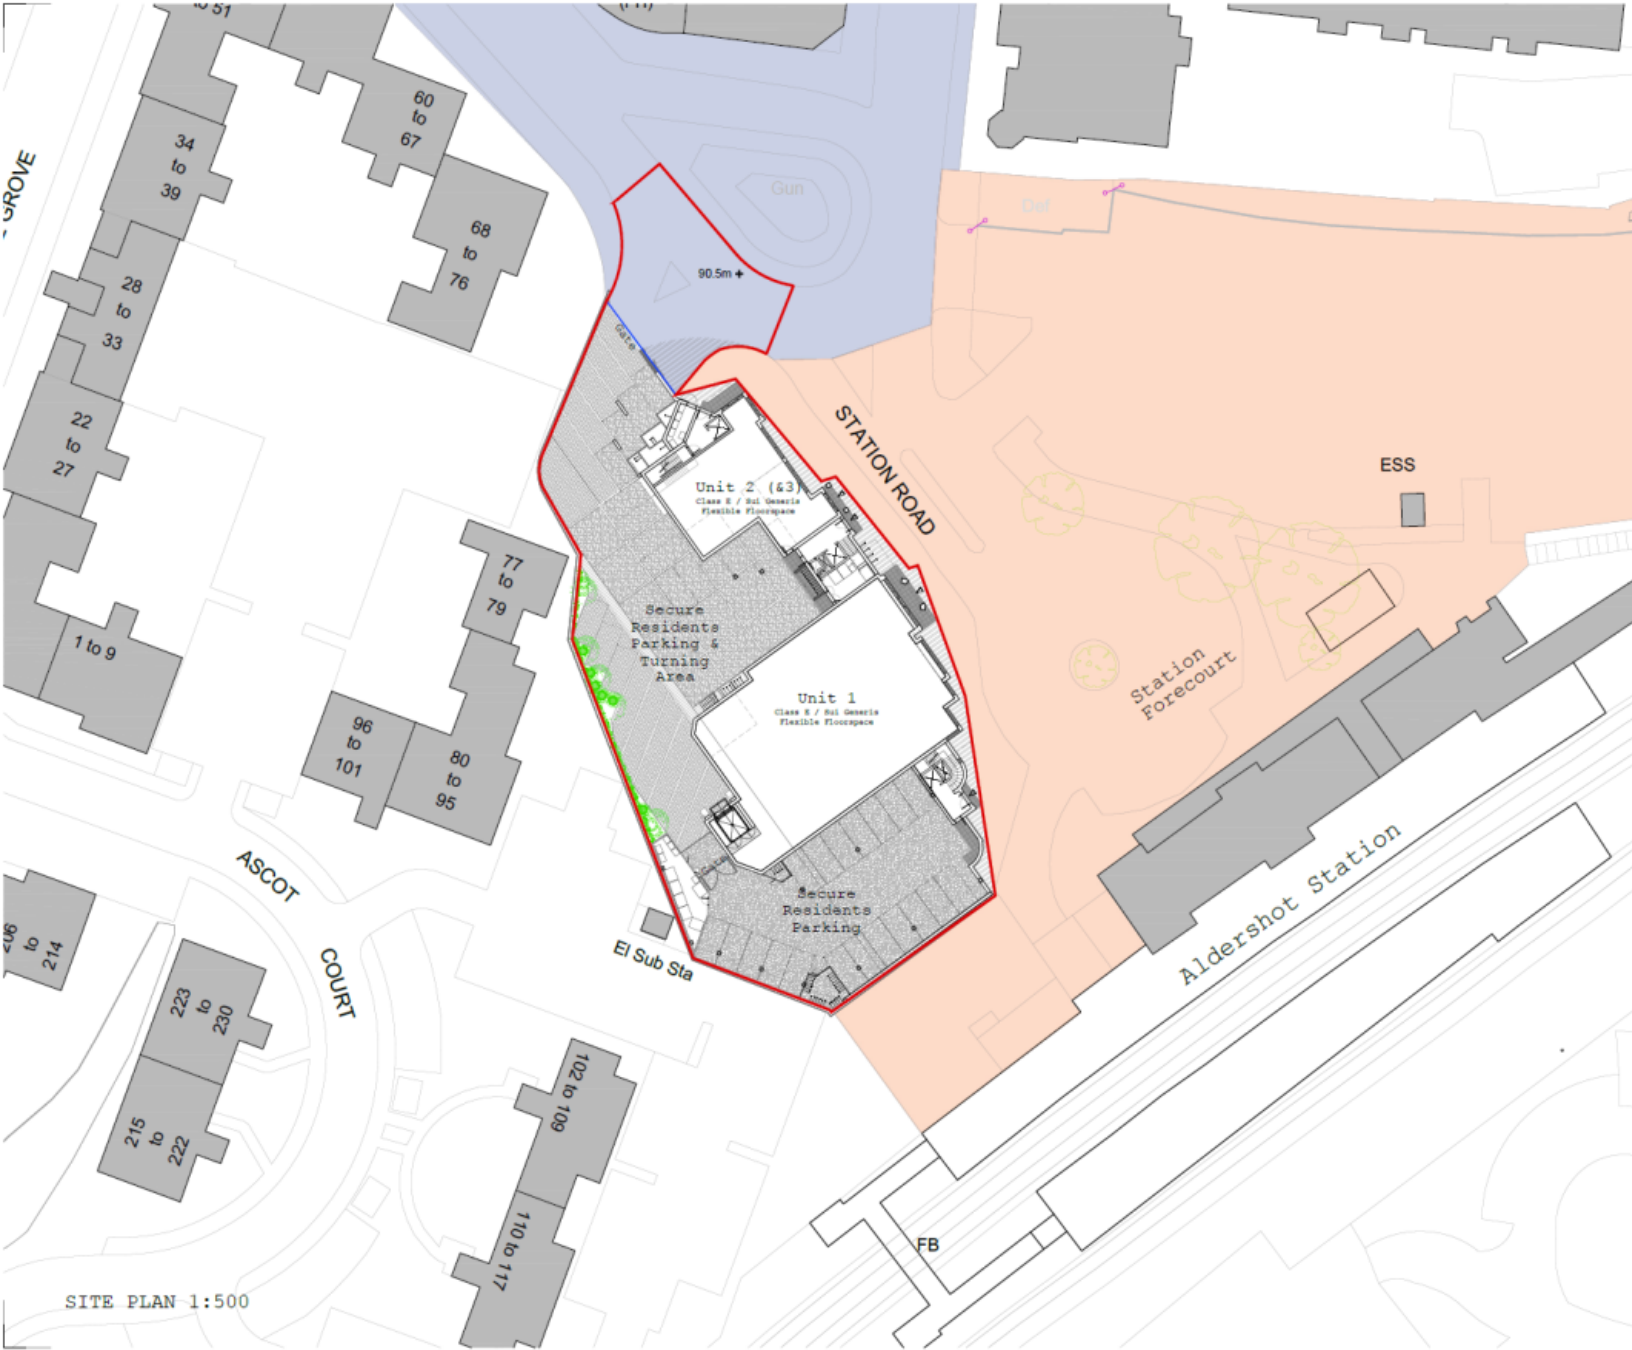 to 51
(PH)
60
to
67
34
to
39
GROVE
Gun
Def
68
to
76
90.5m +
28
to
33
Gate
STATION ROAD
22
to
27
ESS
Unit 2 (&3)
Class E / Sui Generis
Flexible Floorspace
77
to
79
Secure
Residents
Parking &
Turning
Area
1 to 9
Station
Forecourt
Unit 1
Class E / Sui Generis
Flexible Floorspace
96
to
101
80
to
95
Aldershot Station
ASCOT
COURT
Gate
Secure
Residents
Parking
206
to
214
El Sub Sta
223
to
230
102 to 109
215
to
222
110 to 117
FB
SITE PLAN 1:500